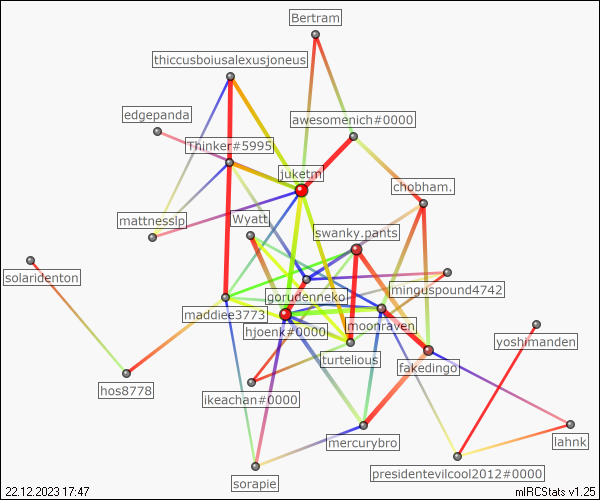 Bertram
thiccusboiusalexusjoneus
edgepanda
awesomenich#0000
Thinker#5995
juketm
chobham.
mattnesslp
Wyatt
swanky.pants
solaridenton
gorudenneko
minguspound4742
maddiee3773
hjoenk#0000
moonraven
yoshimanden
turtelious
fakedingo
hos8778
ikeachan#0000
mercurybro
lahnk
sorapie
presidentevilcool2012#0000
22.12.2023 17:47
mIRCStats v1.25